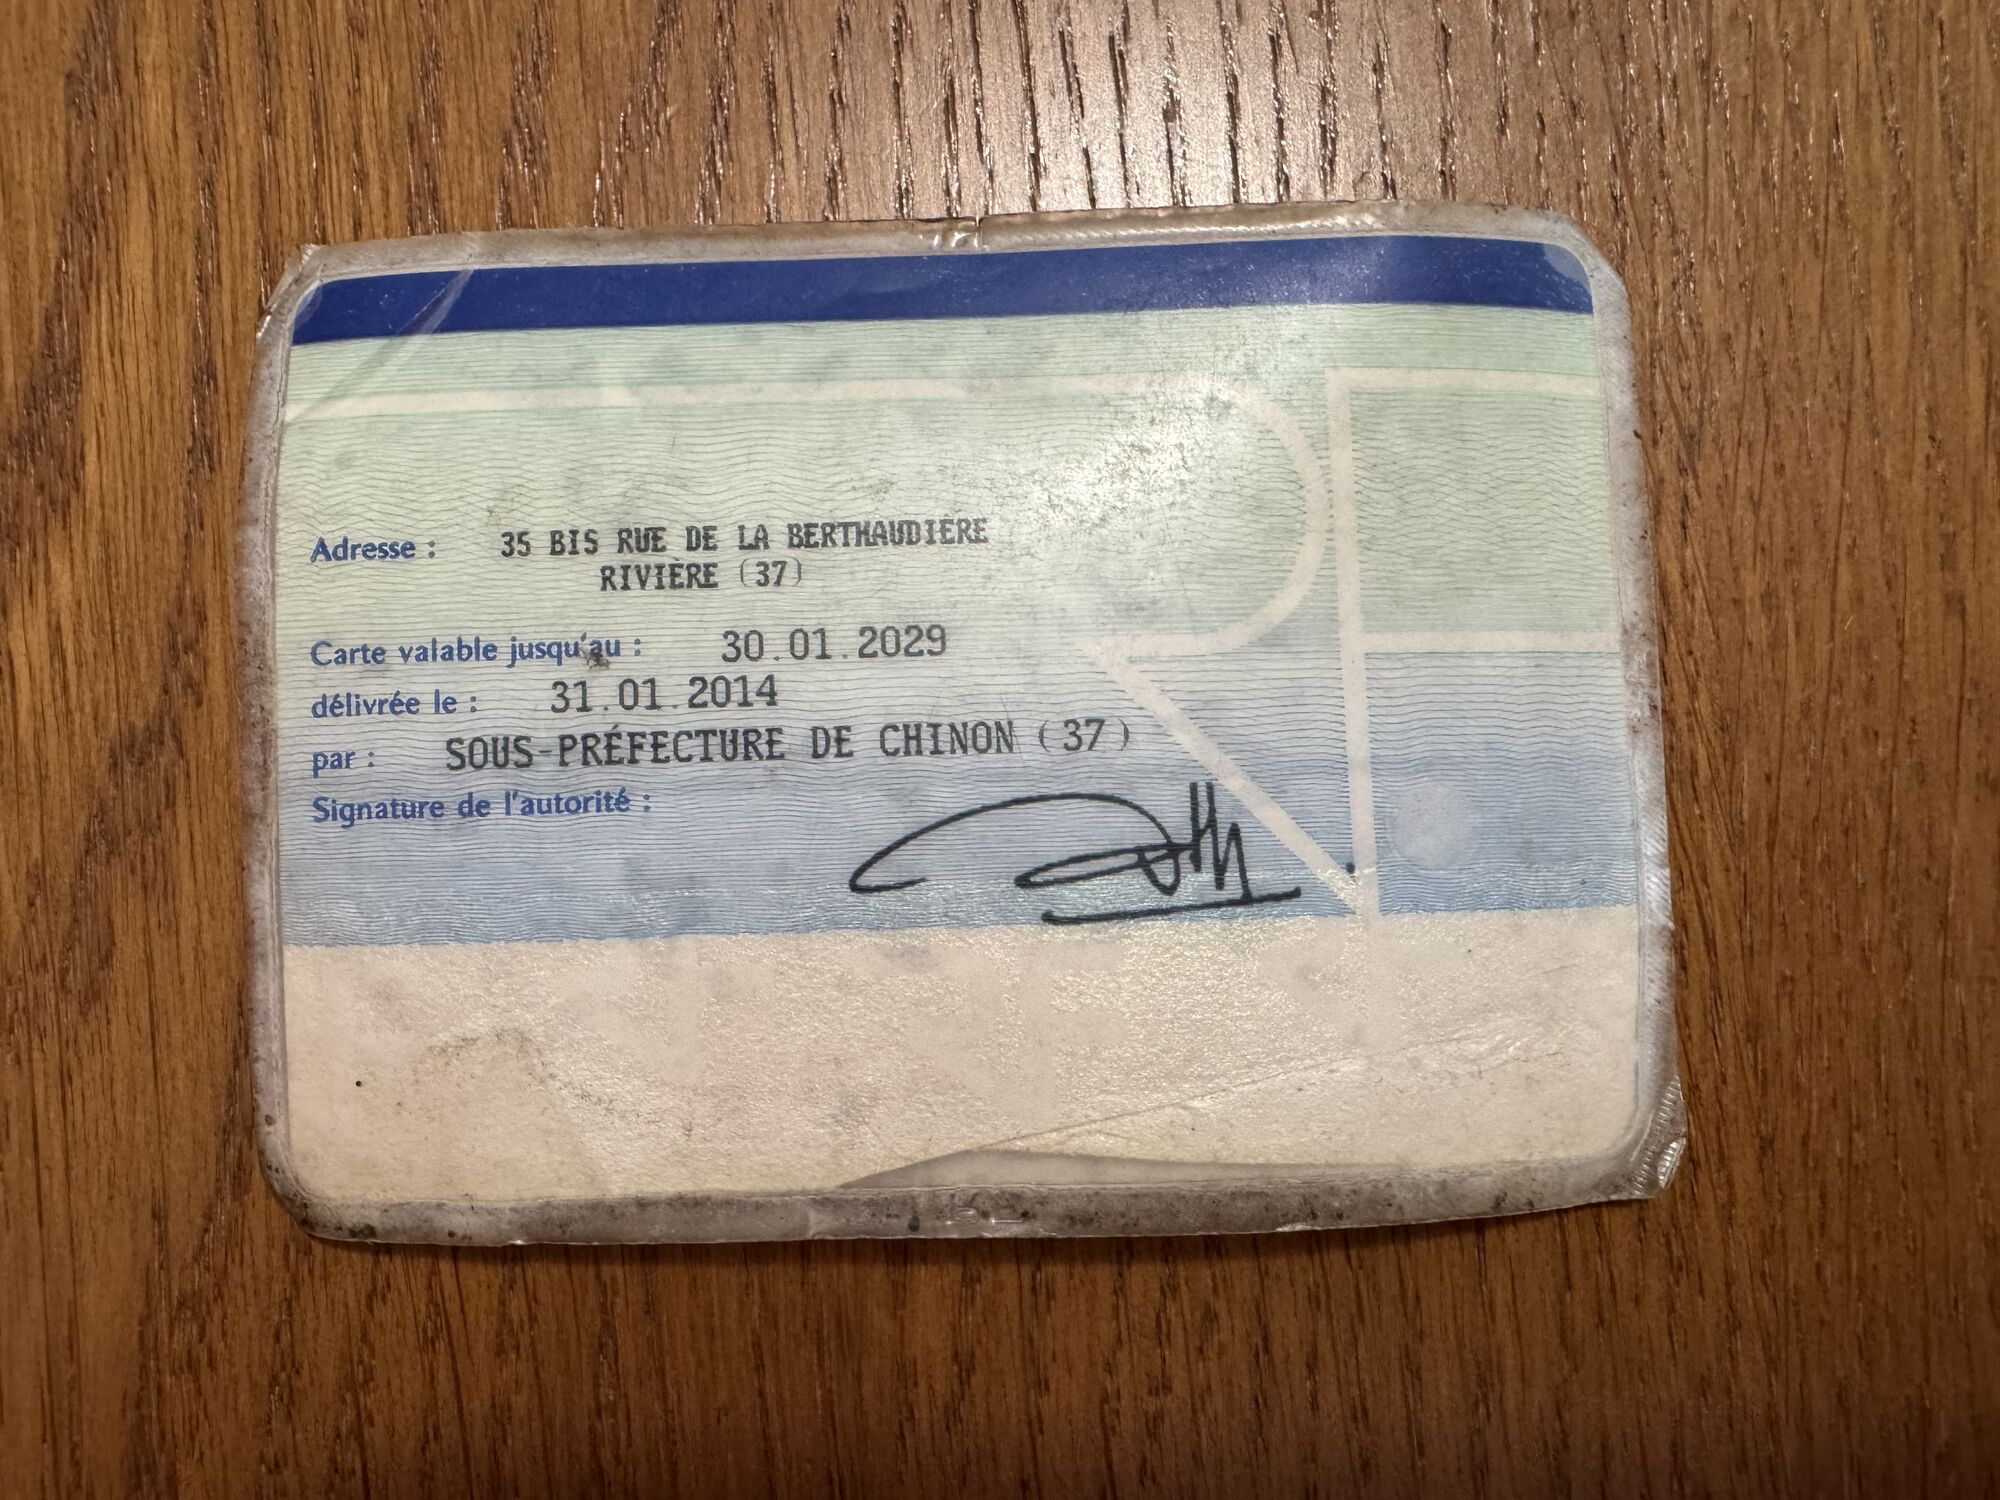 Adresse : 35 BIS RUE DE LA BERTHAUDIÈRE
RIVIÈRE (37)
Carte valable jusqu'au : 30.01.2029
délivrée le : 31.01.2014
par : SOUS-PRÉFECTURE DE CHINON (37)
Signature de l'autorité :
RF